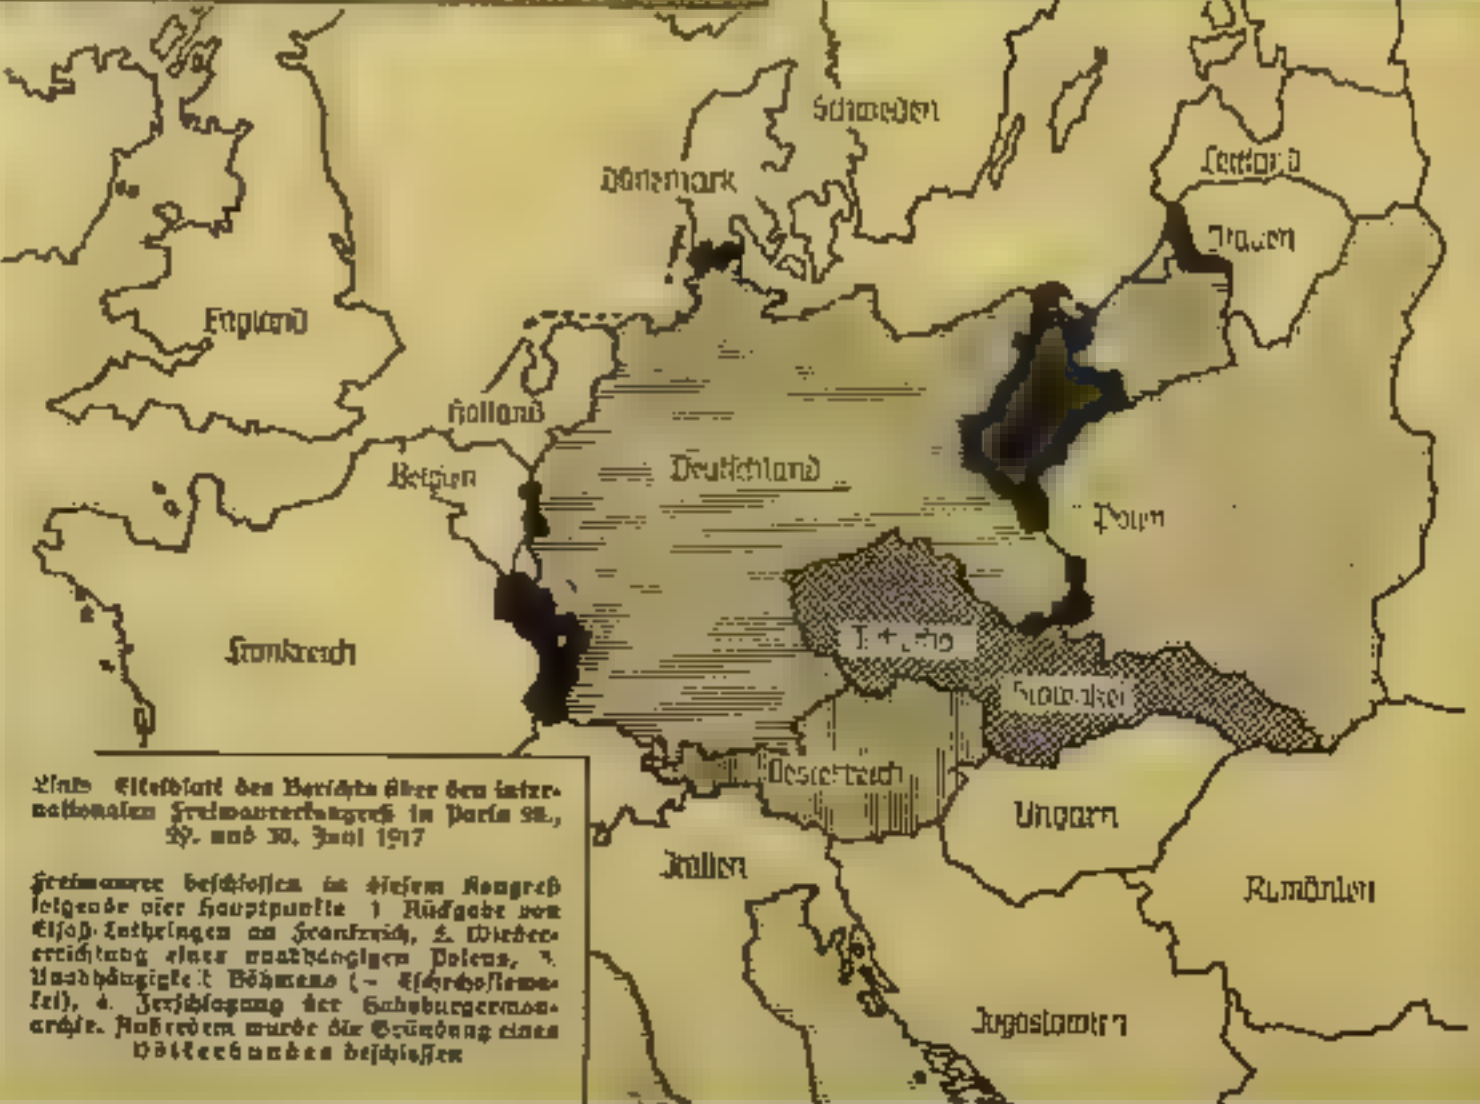 Schweden
Dänemark
Lettland
Litauen
England
Holland
Belgien
Deutschland
Polen
Frankreich
Tschecho
Slowakei
Oesterreich
Ungarn
Italien
Rumänien
Jugoslawien
Links Titelblatt des Berichts über den inter-
nationalen Freimaurerkongreß in Paris 28.,
29. und 30. Juni 1917
Freimaurer beschlossen in diesem Kongreß
folgende vier Hauptpunkte 1 Rückgabe von
Elsaß-Lothringen an Frankreich, 2. Wieder-
errichtung eines unabhängigen Polens, 3.
Unabhängigkeit Böhmens (= Tschechoslowa-
kei), 4. Zerschlagung der Habsburgermon-
archie. Außerdem wurde die Gründung eines
Völkerbundes beschlossen